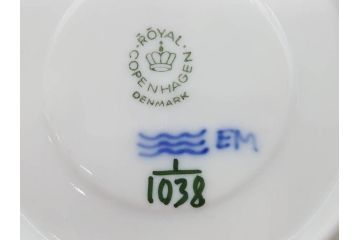 ROYAL
COPENHAGEN
DENMARK
EM
1
1038